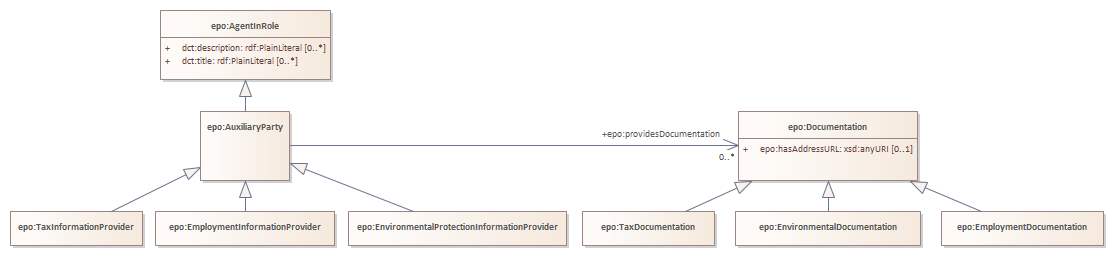 epo:AgentInRole
+ dct:description: rdf:PlainLiteral [0..*]
+ dct:title: rdf:PlainLiteral [0..*]
epo:AuxiliaryParty
+epo:providesDocumentation
0..*
epo:Documentation
+ epo:hasAddressURL: xsd:anyURI [0..1]
epo:TaxInformationProvider
epo:EmploymentInformationProvider
epo:EnvironmentalProtectionInformationProvider
epo:TaxDocumentation
epo:EnvironmentalDocumentation
epo:EmploymentDocumentation